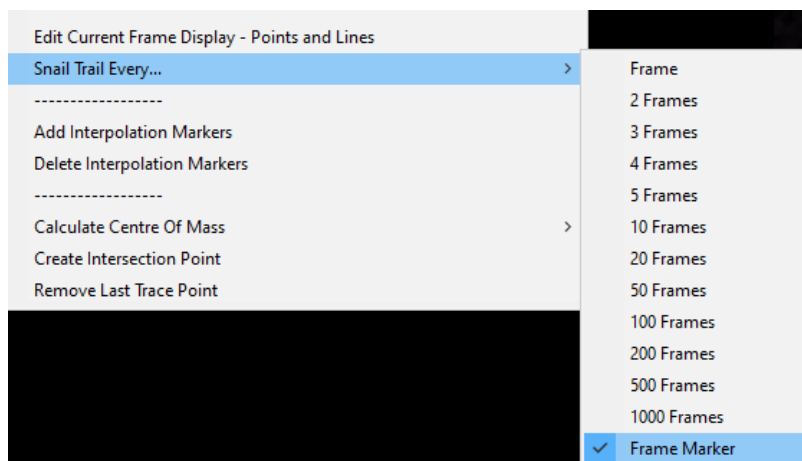 Edit Current Frame Display - Points and Lines
Snail Trail Every...
------------------
Add Interpolation Markers
Delete Interpolation Markers
------------------
Calculate Centre Of Mass
Create Intersection Point
Remove Last Trace Point
Frame
2 Frames
3 Frames
4 Frames
5 Frames
10 Frames
20 Frames
50 Frames
100 Frames
200 Frames
500 Frames
1000 Frames
Frame Marker